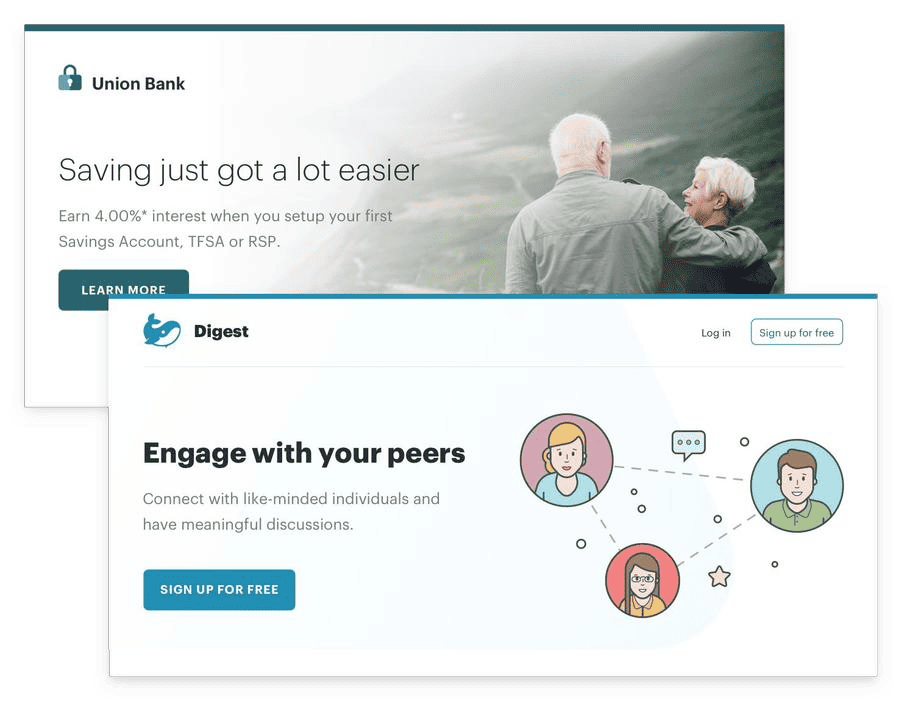 Union Bank
Saving just got a lot easier
Earn 4.00%* interest when you setup your first
Savings Account, TFSA or RSP.
LEARN MORE
Digest
Log in
Sign up for free
Engage with your peers
Connect with like-minded individuals and
have meaningful discussions.
SIGN UP FOR FREE